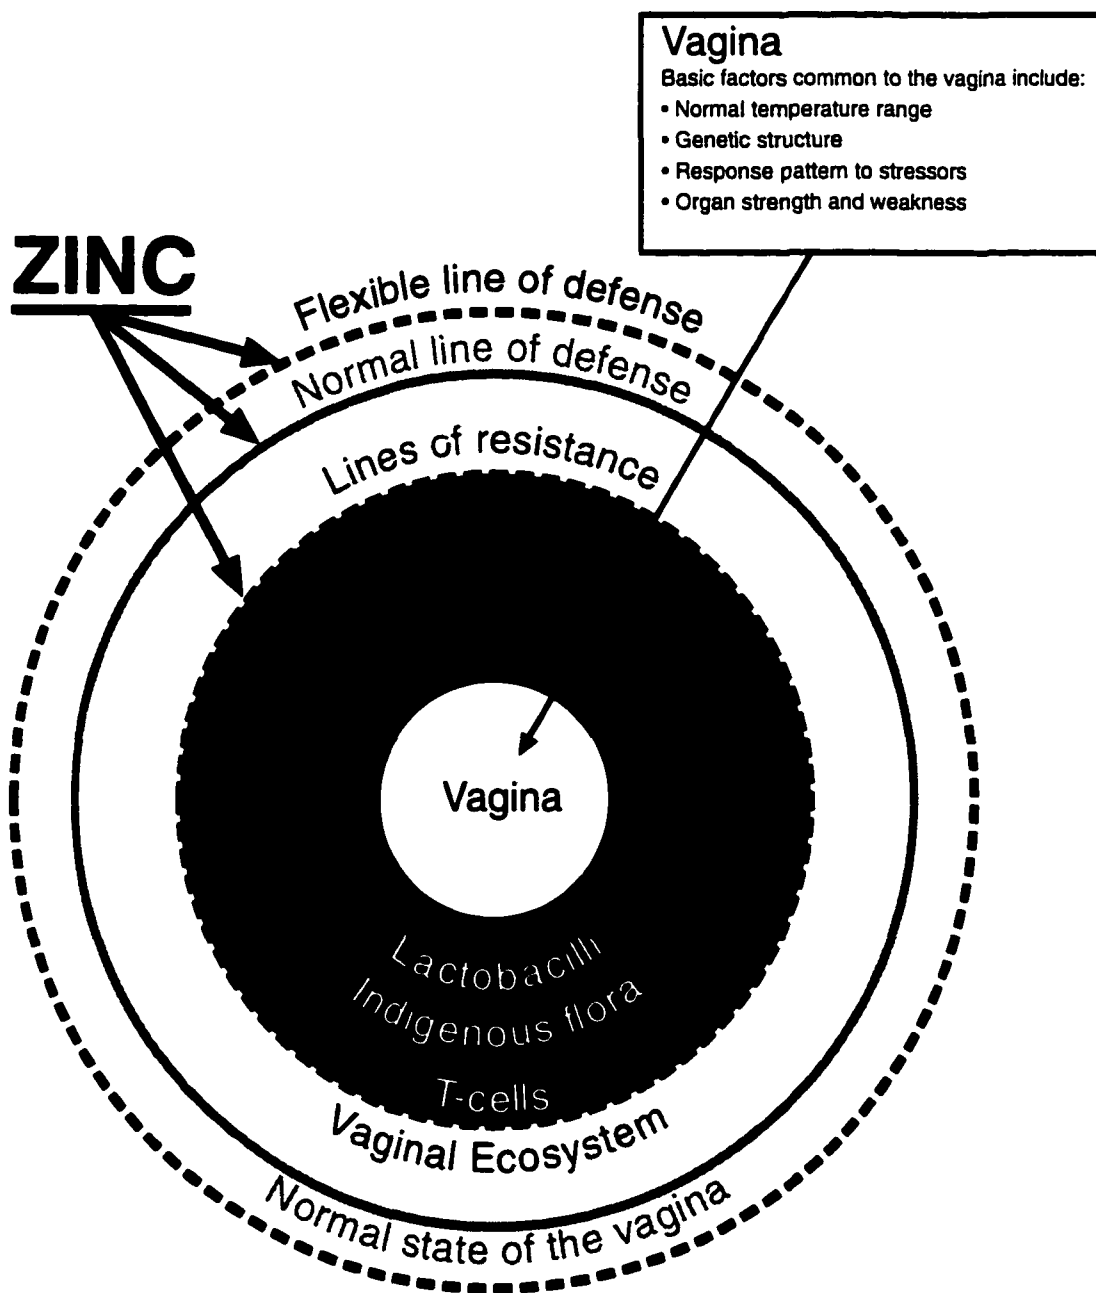 Vagina
Basic factors common to the vagina include:
• Normal temperature range
• Genetic structure
• Response pattern to stressors
• Organ strength and weakness
ZINC
Flexible line of defense
Normal line of defense
Lines of resistance
Vagina
Lactobacilli
Indigenous flora
T-cells
Vaginal Ecosystem
Normal state of the vagina